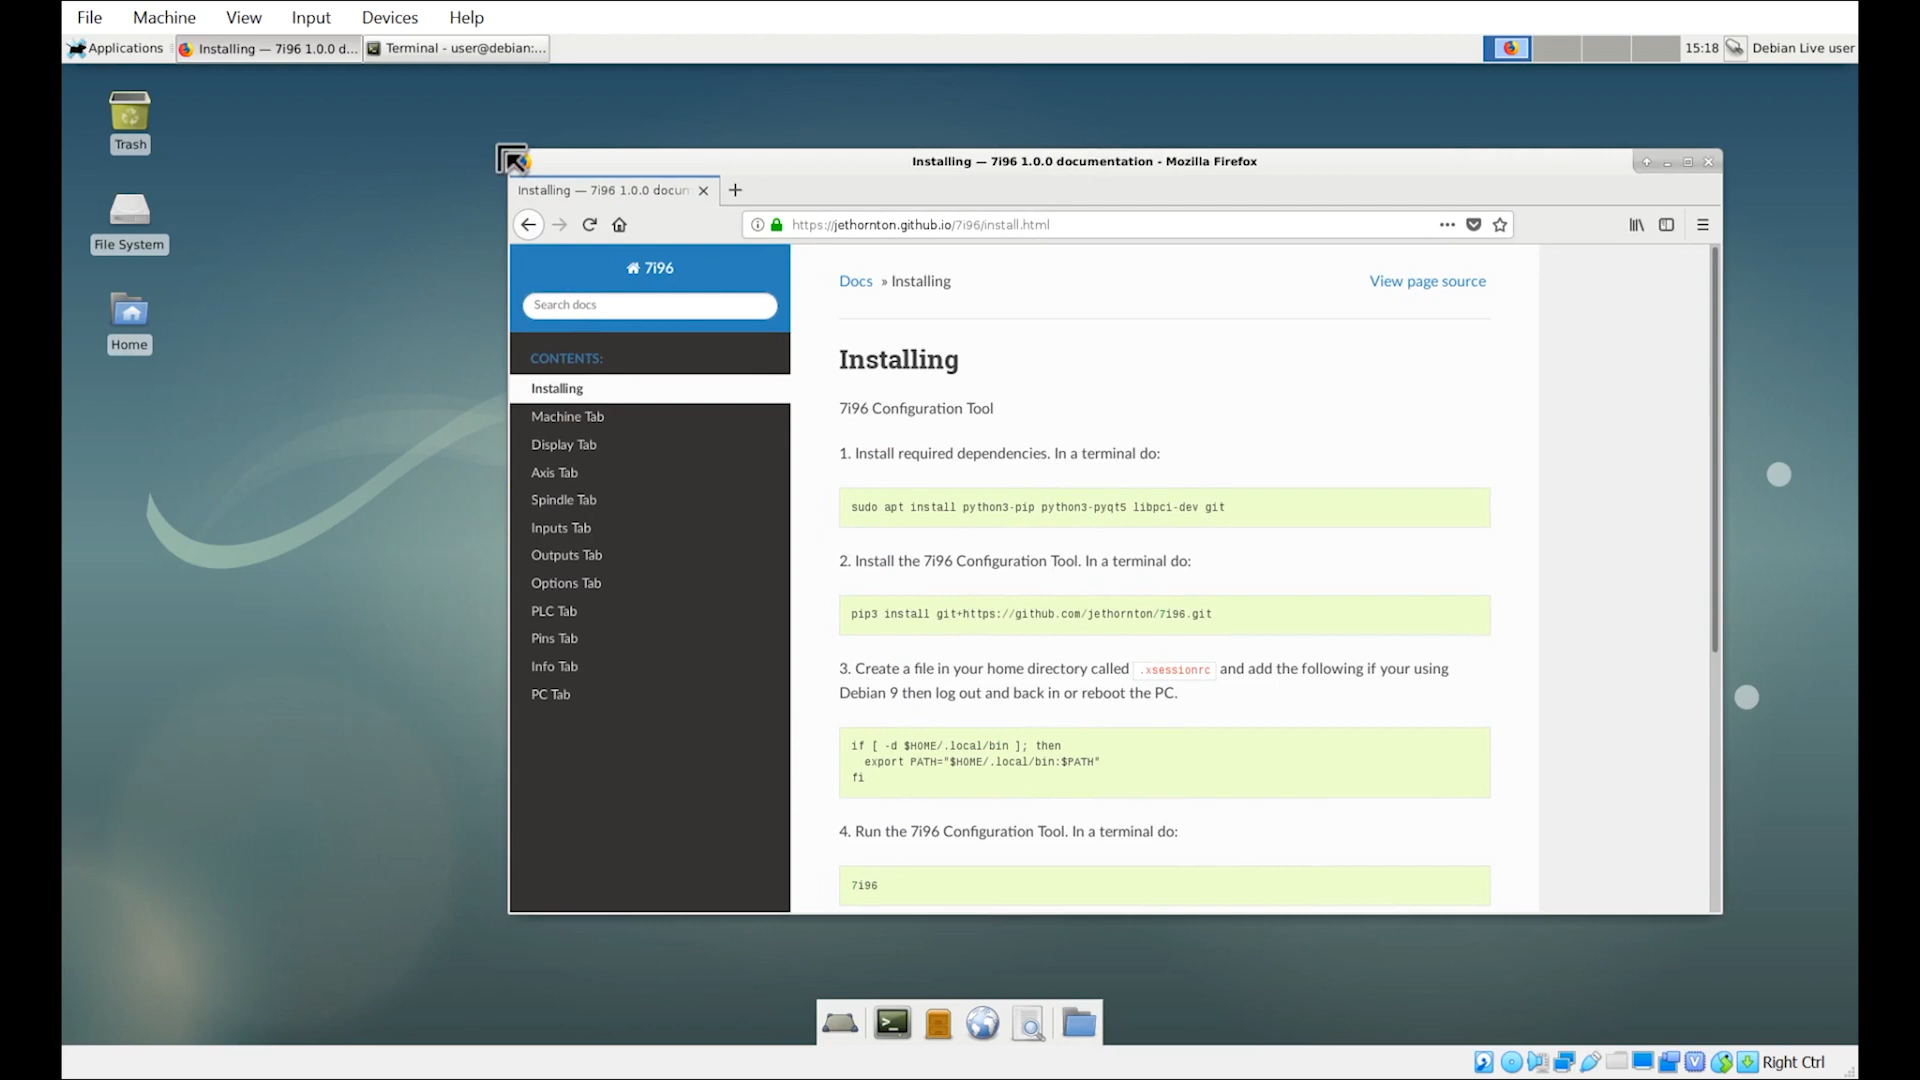 File Machine View Input Devices Help
Applications Installing — 7i96 1.0.0 d... Terminal - user@debian:... 15:18 Debian Live user
Trash
File System
Home
Installing — 7i96 1.0.0 documentation - Mozilla Firefox
Installing — 7i96 1.0.0 docum
https://jethornton.github.io/7i96/install.html
7i96
Search docs
CONTENTS:
Installing
Machine Tab
Display Tab
Axis Tab
Spindle Tab
Inputs Tab
Outputs Tab
Options Tab
PLC Tab
Pins Tab
Info Tab
PC Tab
Docs » Installing View page source
Installing
7i96 Configuration Tool
1. Install required dependencies. In a terminal do:
sudo apt install python3-pip python3-pyqt5 libpci-dev git
2. Install the 7i96 Configuration Tool. In a terminal do:
pip3 install git+https://github.com/jethornton/7i96.git
3. Create a file in your home directory called .xsessionrc and add the following if your using
Debian 9 then log out and back in or reboot the PC.
if [ -d $HOME/.local/bin ]; then
export PATH="$HOME/.local/bin:$PATH"
fi
4. Run the 7i96 Configuration Tool. In a terminal do:
7i96
Right Ctrl